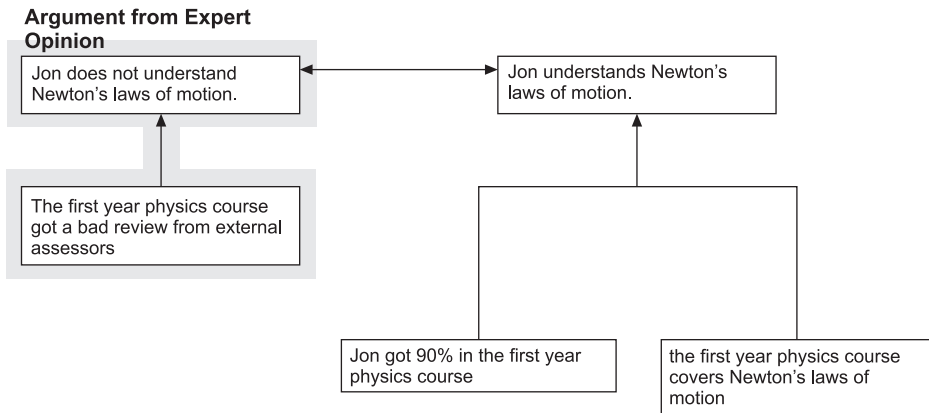 Argument from Expert
Opinion
Jon does not understand
Newton's laws of motion.
Jon understands Newton's
laws of motion.
The first year physics course
got a bad review from external
assessors
Jon got 90% in the first year
physics course
the first year physics course
covers Newton's laws of
motion